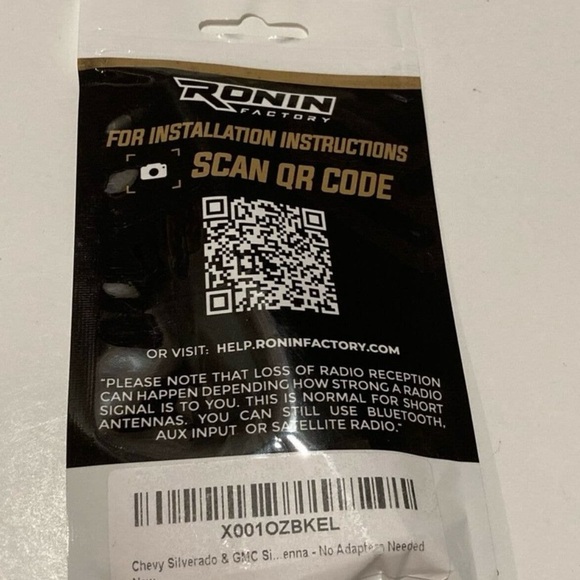 RONIN
FACTORY
FOR INSTALLATION INSTRUCTIONS
SCAN QR CODE
OR VISIT: HELP.RONINFACTORY.COM
"PLEASE NOTE THAT LOSS OF RADIO RECEPTION
CAN HAPPEN DEPENDING HOW STRONG A RADIO
SIGNAL IS TO YOU. THIS IS NORMAL FOR SHORT
ANTENNAS. YOU CAN STILL USE BLUETOOTH,
AUX INPUT OR SATELLITE RADIO."
X001OZBKEL
Chevy Silverado & GMC Si...enna - No Adapters Needed